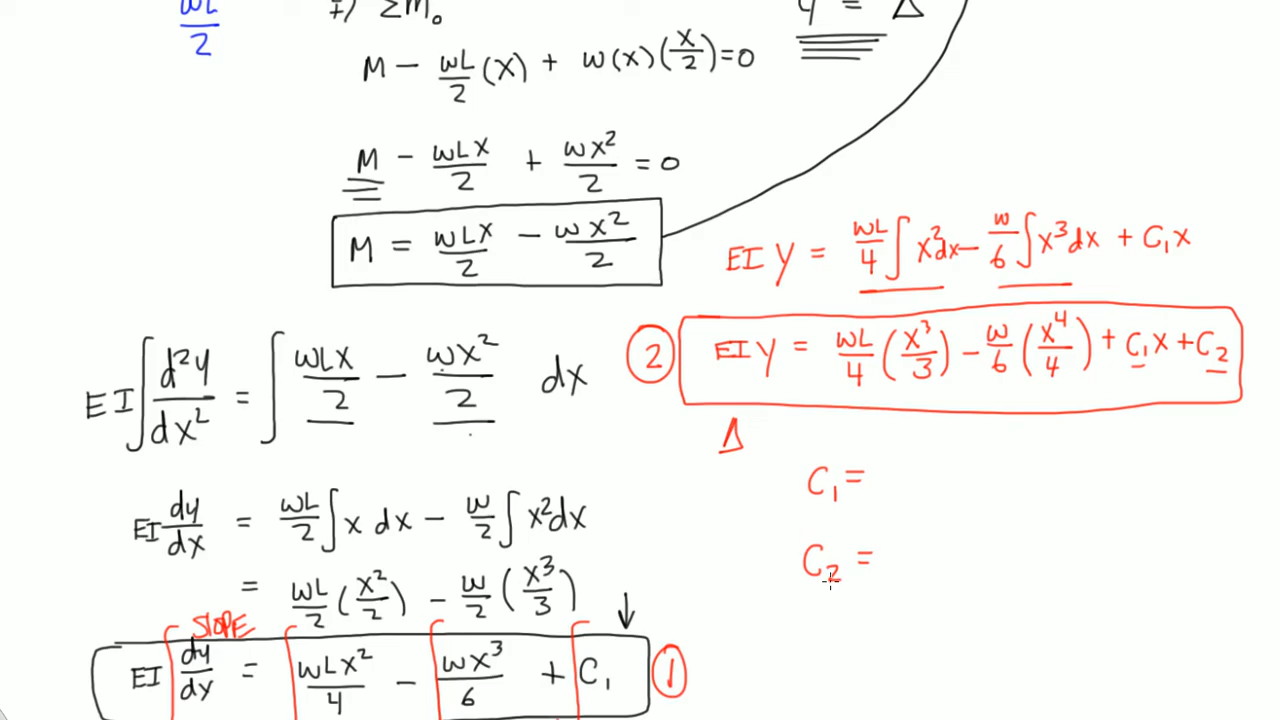 wL/2
ΣM₀
y = Δ
M − wL/2 (x) + w(x)(x/2) = 0
M − wLx/2 + wx²/2 = 0
M = wLx/2 − wx²/2
EI ∫ d²y/dx² = ∫ wLx/2 − wx²/2 dx
EI dy/dx = wL/2 ∫ x dx − w/2 ∫ x²dx
= wL/2 (x²/2) − w/2 (x³/3)
SLOPE
EI dy/dx = wLx²/4 − wx³/6 + C₁ ①
EI y = wL/4 ∫ x²dx − w/6 ∫ x³dx + C₁x
② EI y = wL/4 (x³/3) − w/6 (x⁴/4) + C₁x + C₂
Δ
C₁ =
C₂ =